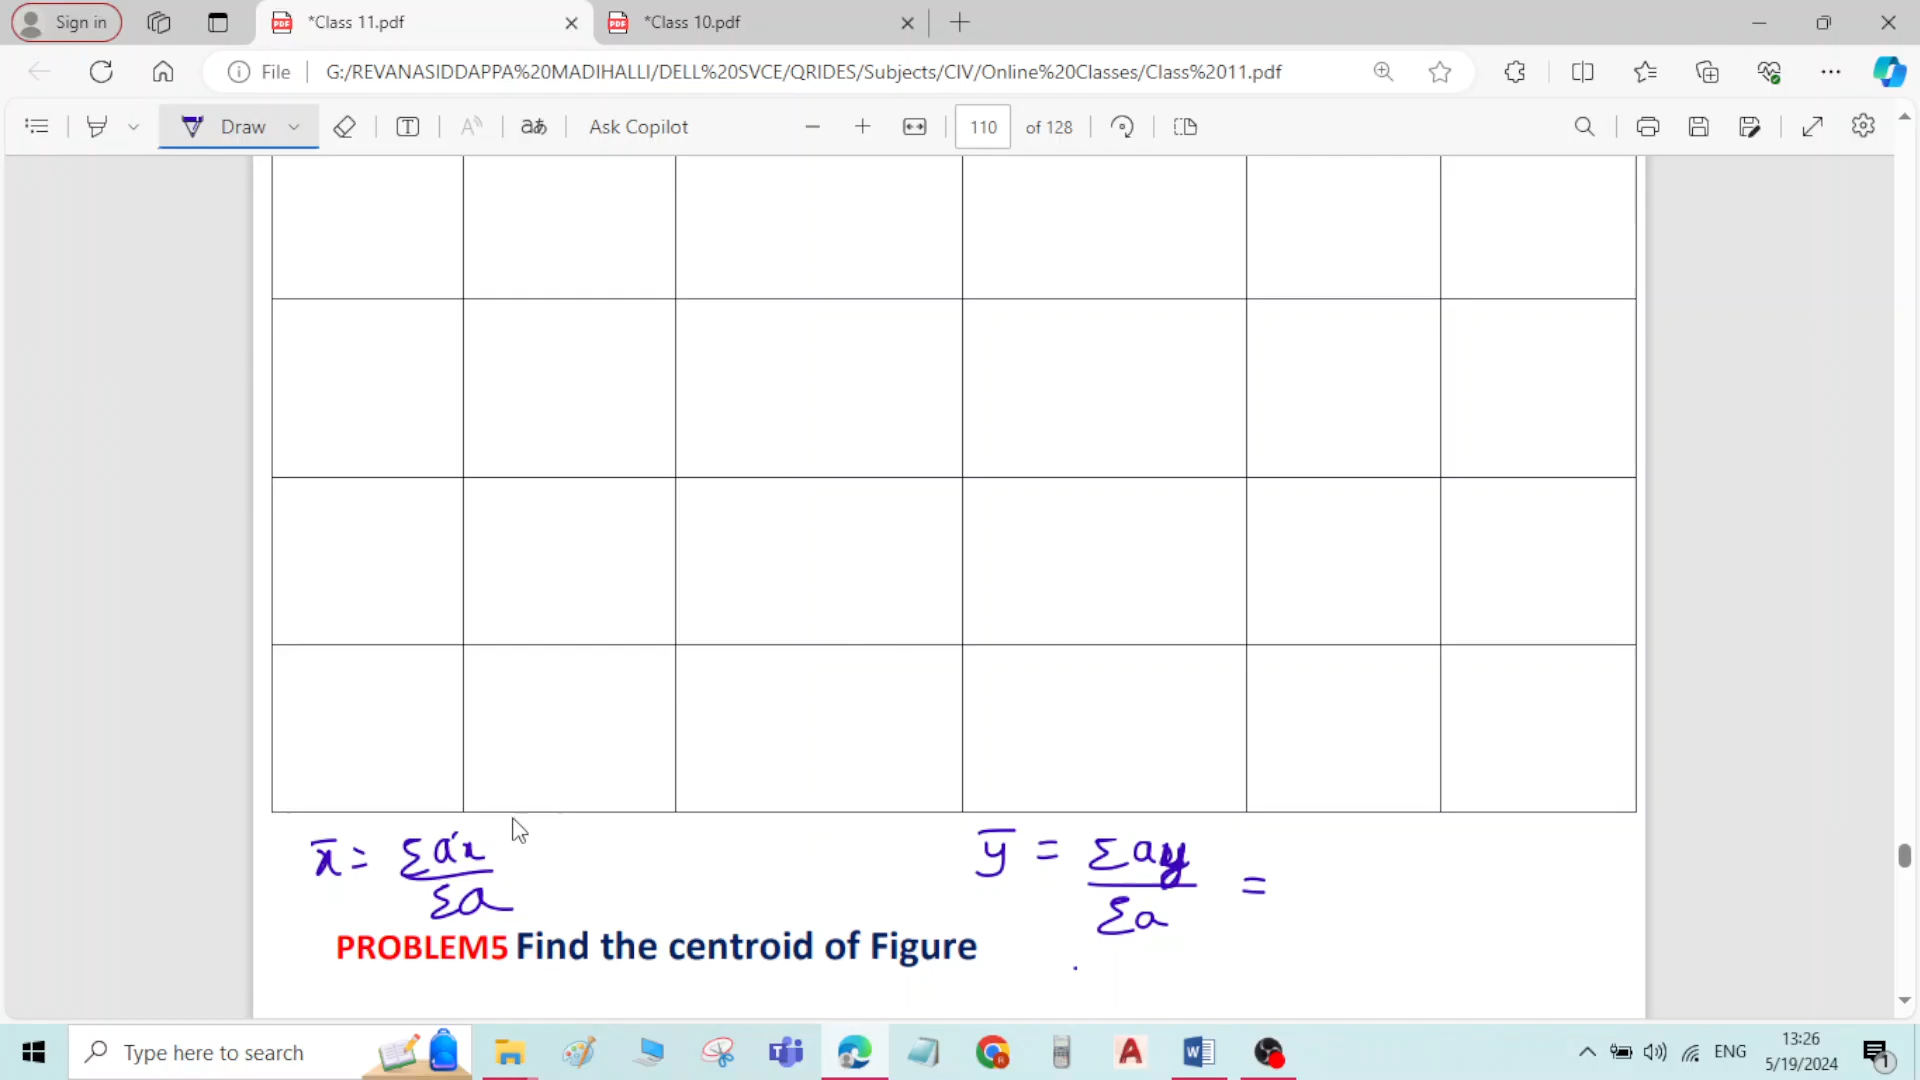 Sign in
*Class 11.pdf
*Class 10.pdf
File
G:/REVANASIDDAPPA%20MADIHALLI/DELL%20SVCE/QRIDES/Subjects/CIV/Online%20Classes/Class%2011.pdf
Draw
Ask Copilot
110 of 128
x̄ = Σax / Σa
ȳ = Σay / Σa =
PROBLEM5 Find the centroid of Figure
Type here to search
ENG
13:26
5/19/2024
1